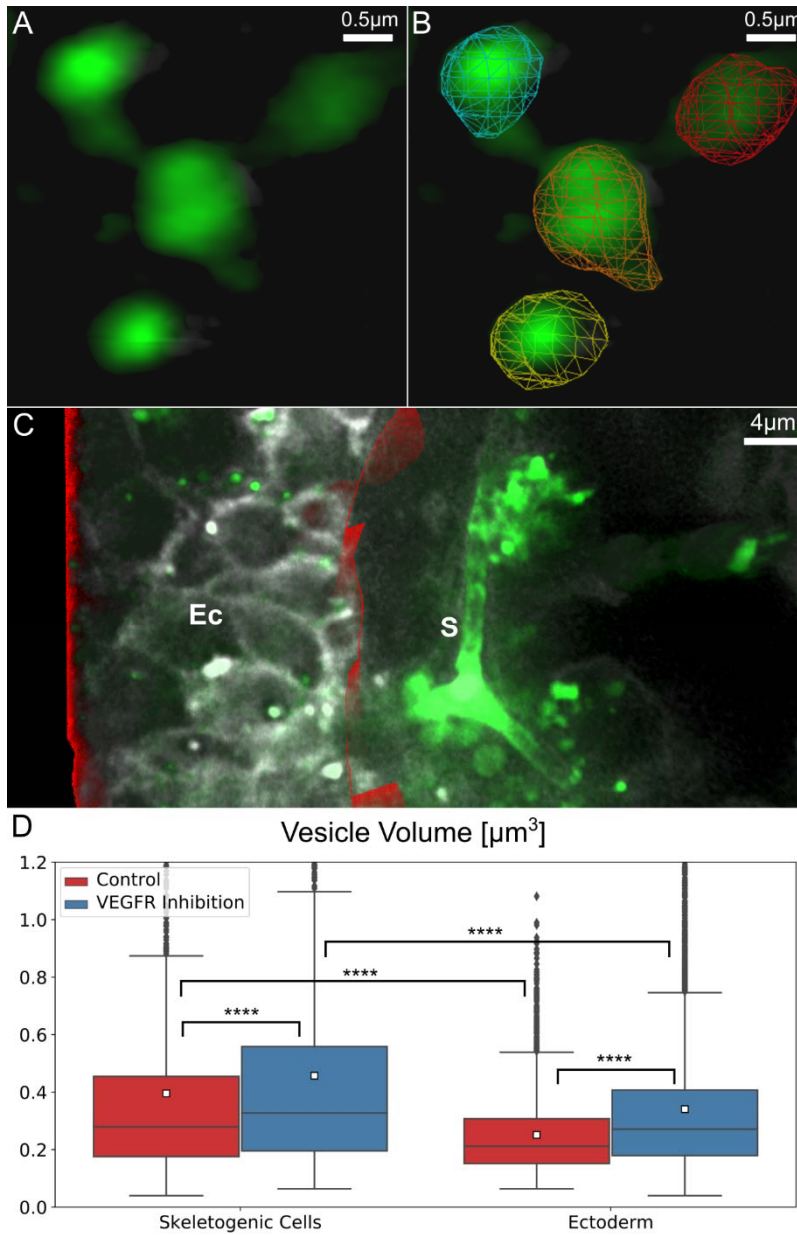 A
0.5µm
B
0.5µm
C
4µm
Ec
S
D
Vesicle Volume [µm³]
1.2
1.0
0.8
0.6
0.4
0.2
0.0
Control
VEGFR Inhibition
****
****
****
****
Skeletogenic Cells
Ectoderm